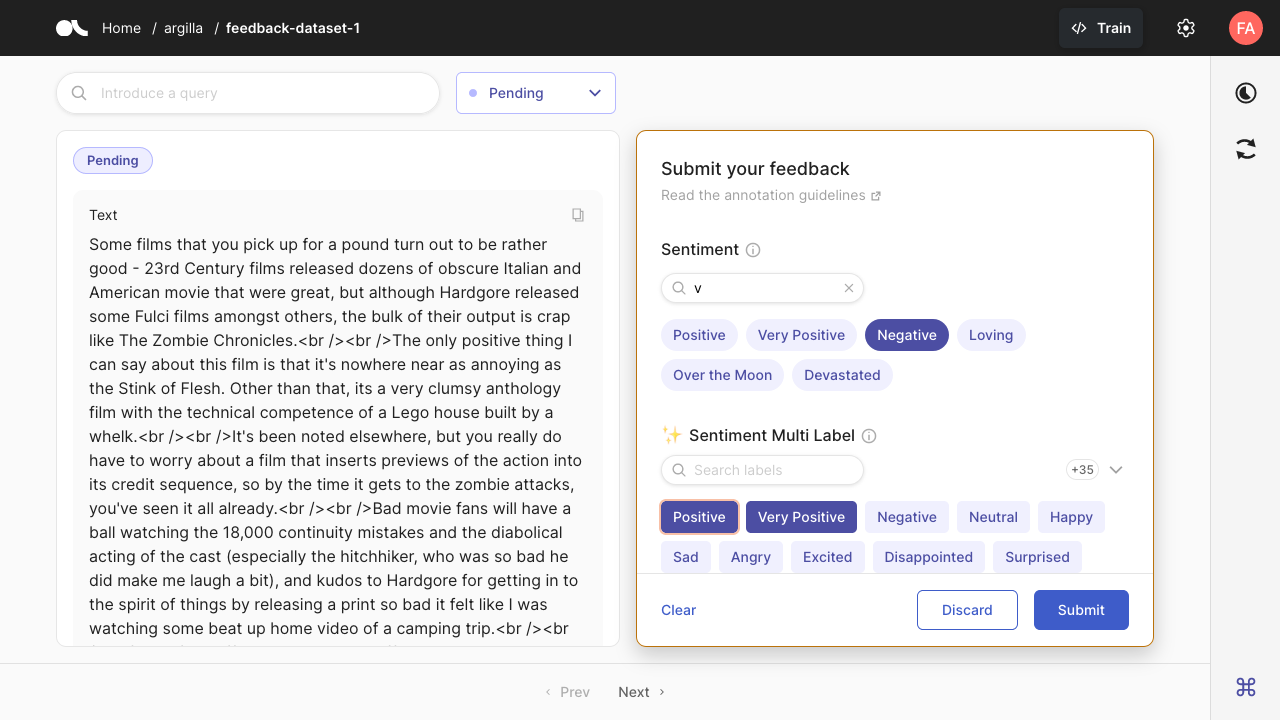 Home / argilla / feedback-dataset-1
Train
FA
Introduce a query
Pending
Pending
Text
Some films that you pick up for a pound turn out to be rather
good - 23rd Century films released dozens of obscure Italian and
American movie that were great, but although Hardgore released
some Fulci films amongst others, the bulk of their output is crap
like The Zombie Chronicles.<br /><br />The only positive thing I
can say about this film is that it's nowhere near as annoying as
the Stink of Flesh. Other than that, its a very clumsy anthology
film with the technical competence of a Lego house built by a
whelk.<br /><br />It's been noted elsewhere, but you really do
have to worry about a film that inserts previews of the action into
its credit sequence, so by the time it gets to the zombie attacks,
you've seen it all already.<br /><br />Bad movie fans will have a
ball watching the 18,000 continuity mistakes and the diabolical
acting of the cast (especially the hitchhiker, who was so bad he
did make me laugh a bit), and kudos to Hardgore for getting in to
the spirit of things by releasing a print so bad it felt like I was
watching some beat up home video of a camping trip.<br /><br
Submit your feedback
Read the annotation guidelines
Sentiment
v
Positive Very Positive Negative Loving
Over the Moon Devastated
Sentiment Multi Label
Search labels
+35
Positive Very Positive Negative Neutral Happy
Sad Angry Excited Disappointed Surprised
Clear Discard Submit
Prev Next